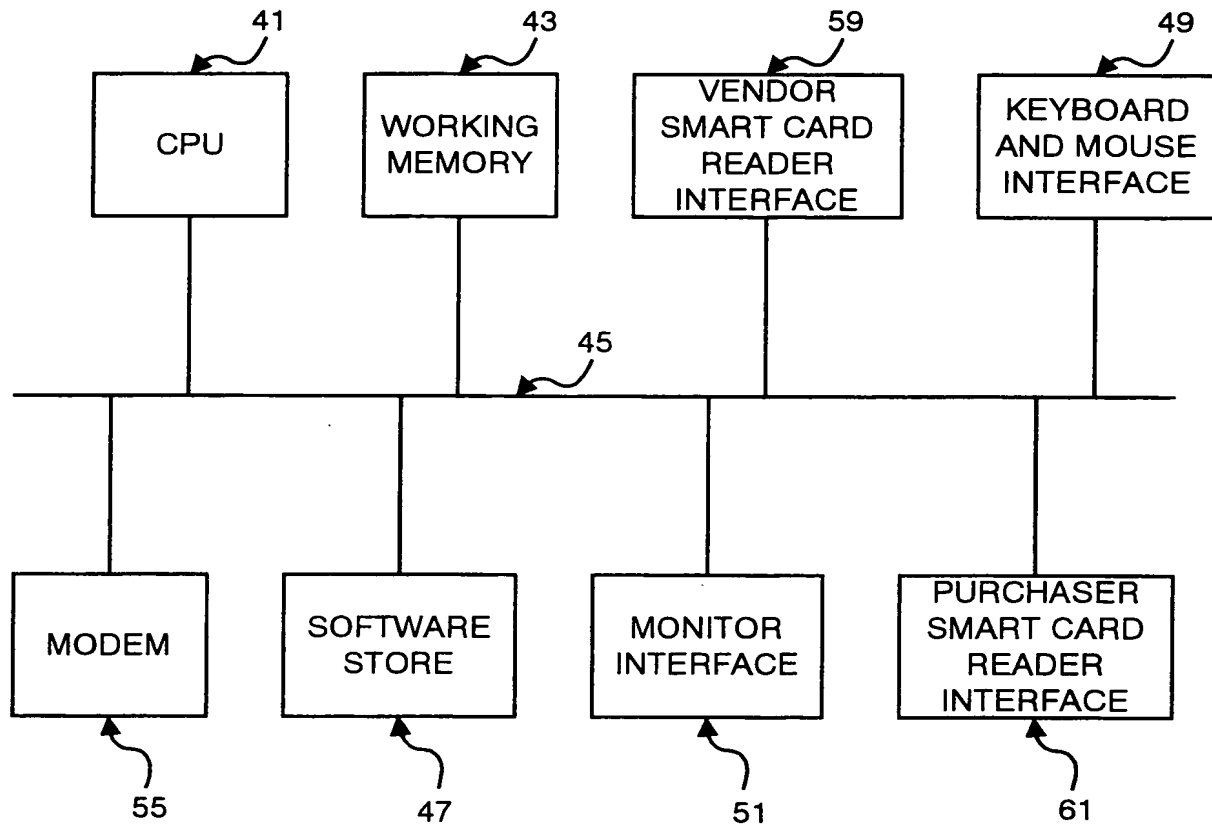 41
43
59
49
CPU
WORKING
MEMORY
VENDOR
SMART CARD
READER
INTERFACE
KEYBOARD
AND MOUSE
INTERFACE
45
MODEM
SOFTWARE
STORE
MONITOR
INTERFACE
PURCHASER
SMART CARD
READER
INTERFACE
55
47
51
61